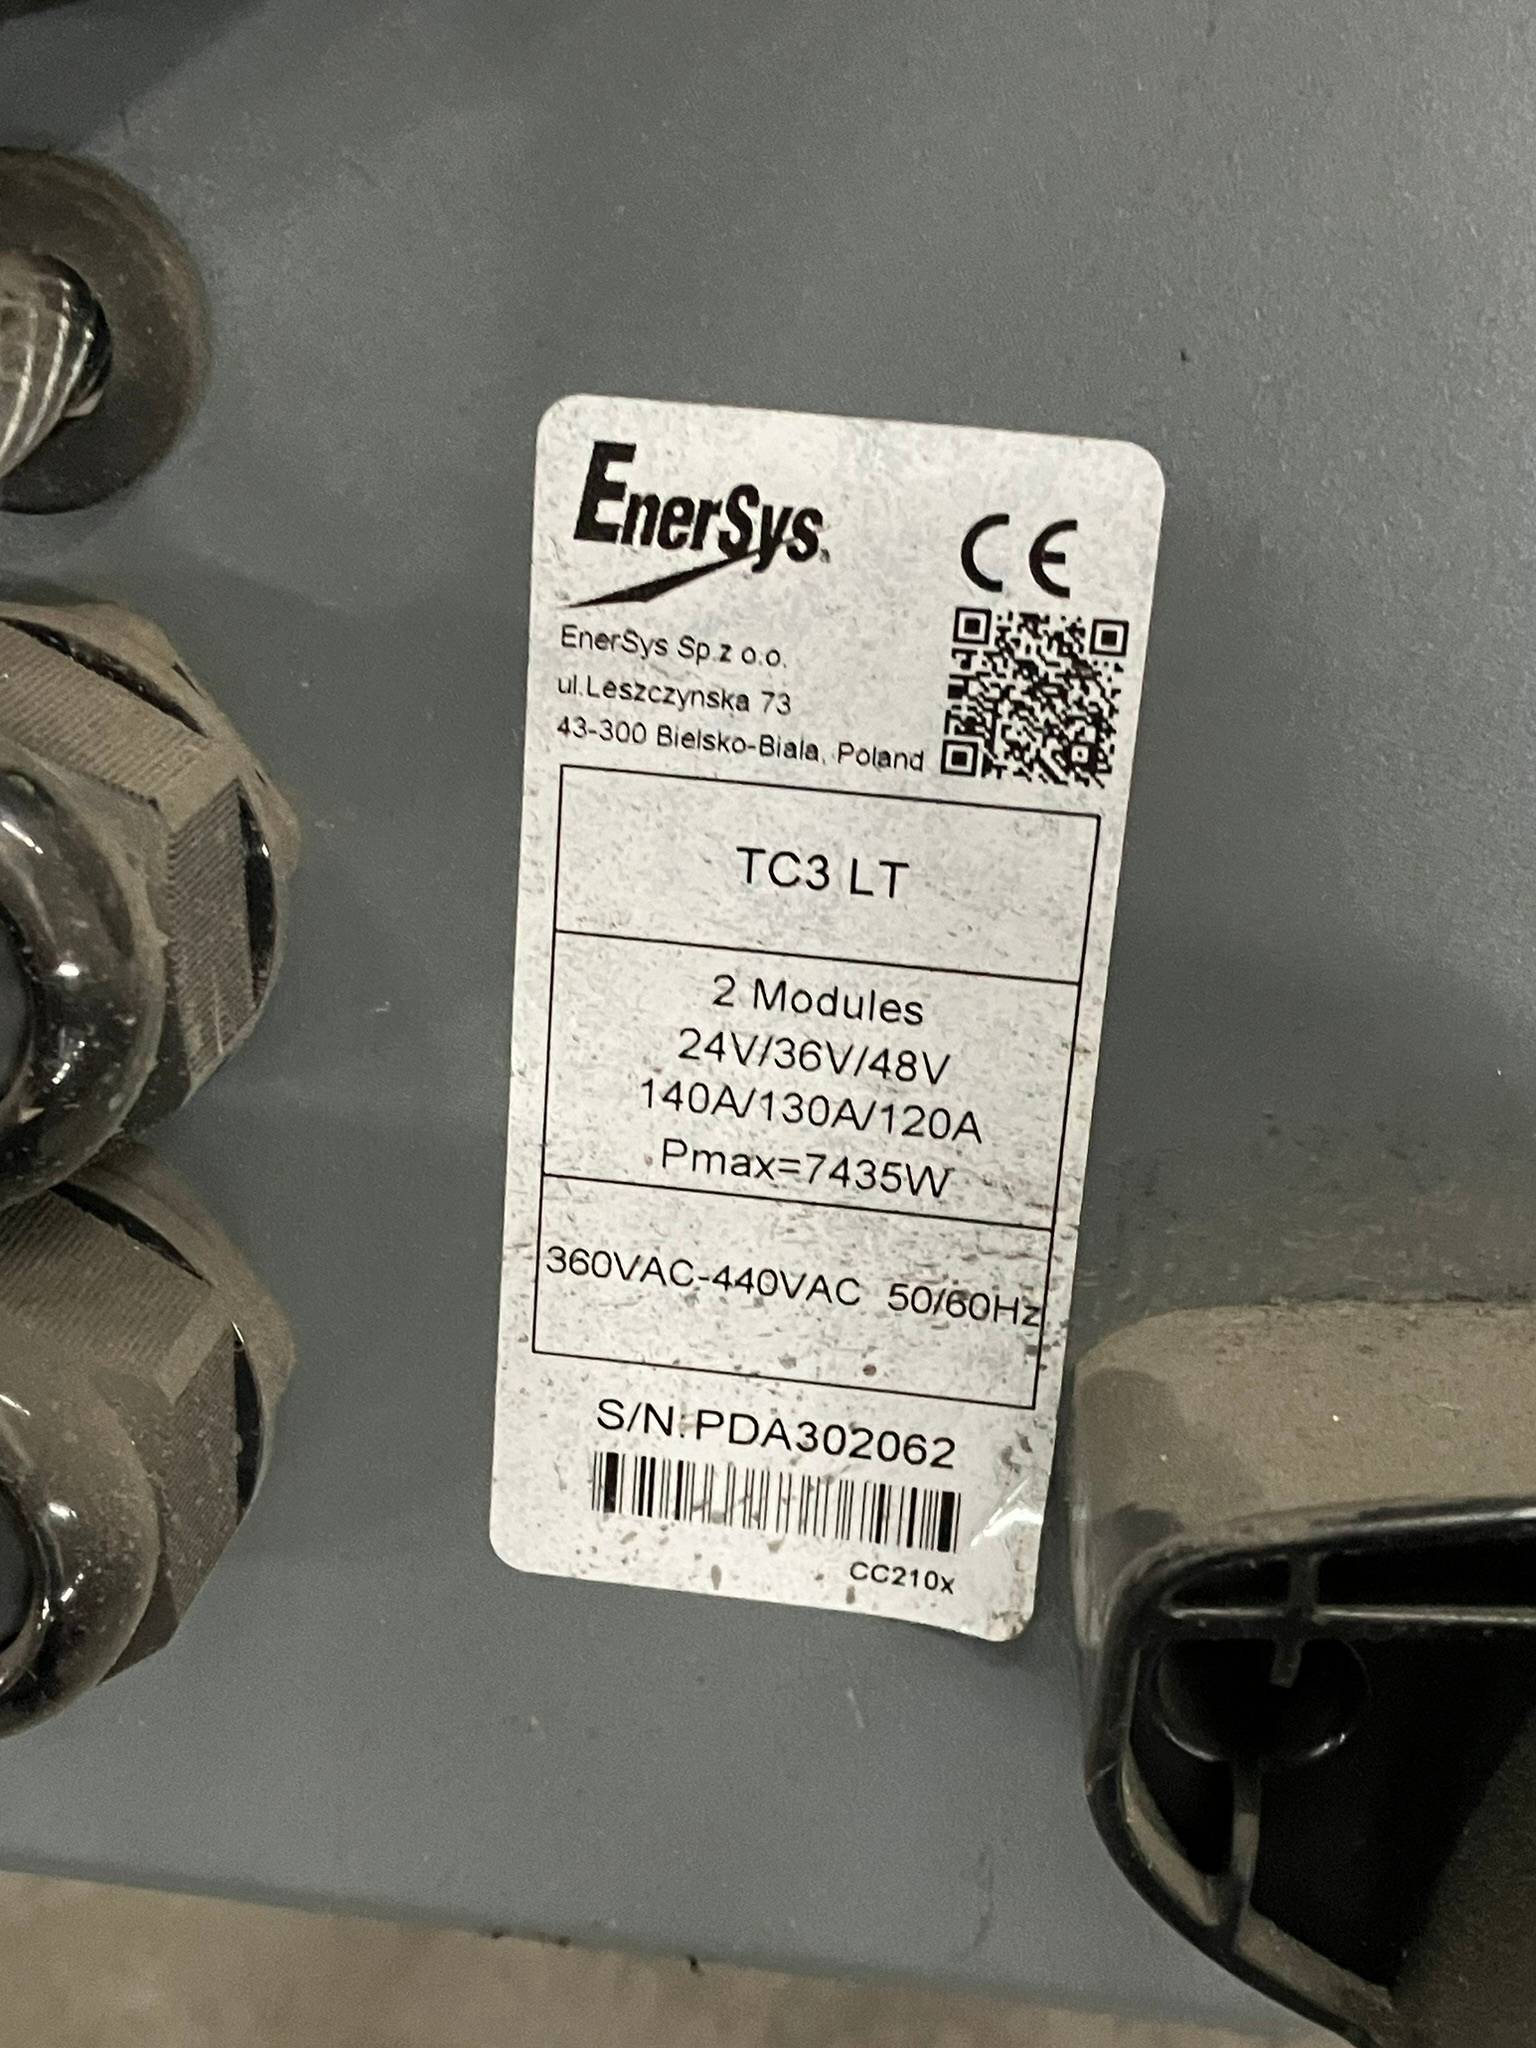 EnerSys
CE
EnerSys Sp.z o.o.
ul.Leszczynska 73
43-300 Bielsko-Biala, Poland
TC3 LT
2 Modules
24V/36V/48V
140A/130A/120A
Pmax=7435W
360VAC-440VAC 50/60Hz
S/N:PDA302062
CC210X